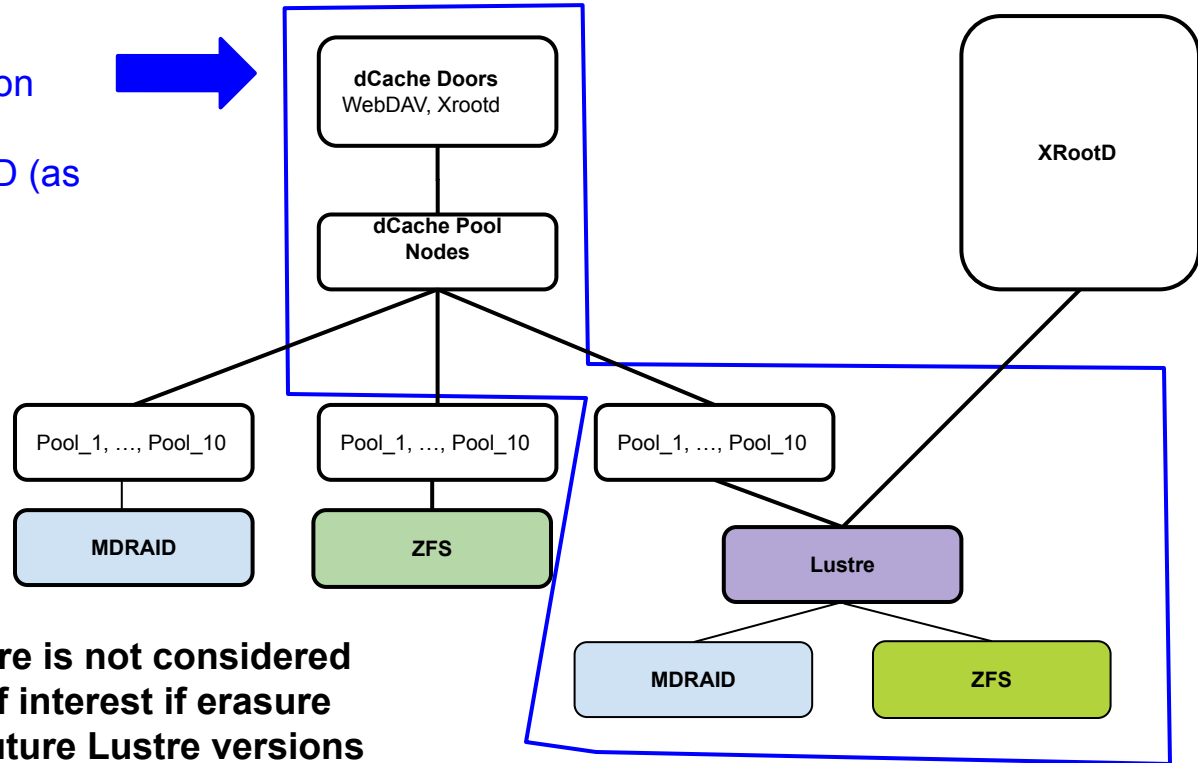 on
D (as
dCache Doors
WebDAV, Xrootd
XRootD
dCache Pool
Nodes
Pool_1, …, Pool_10
Pool_1, …, Pool_10
Pool_1, …, Pool_10
MDRAID
ZFS
Lustre
MDRAID
ZFS
re is not considered
f interest if erasure
uture Lustre versions